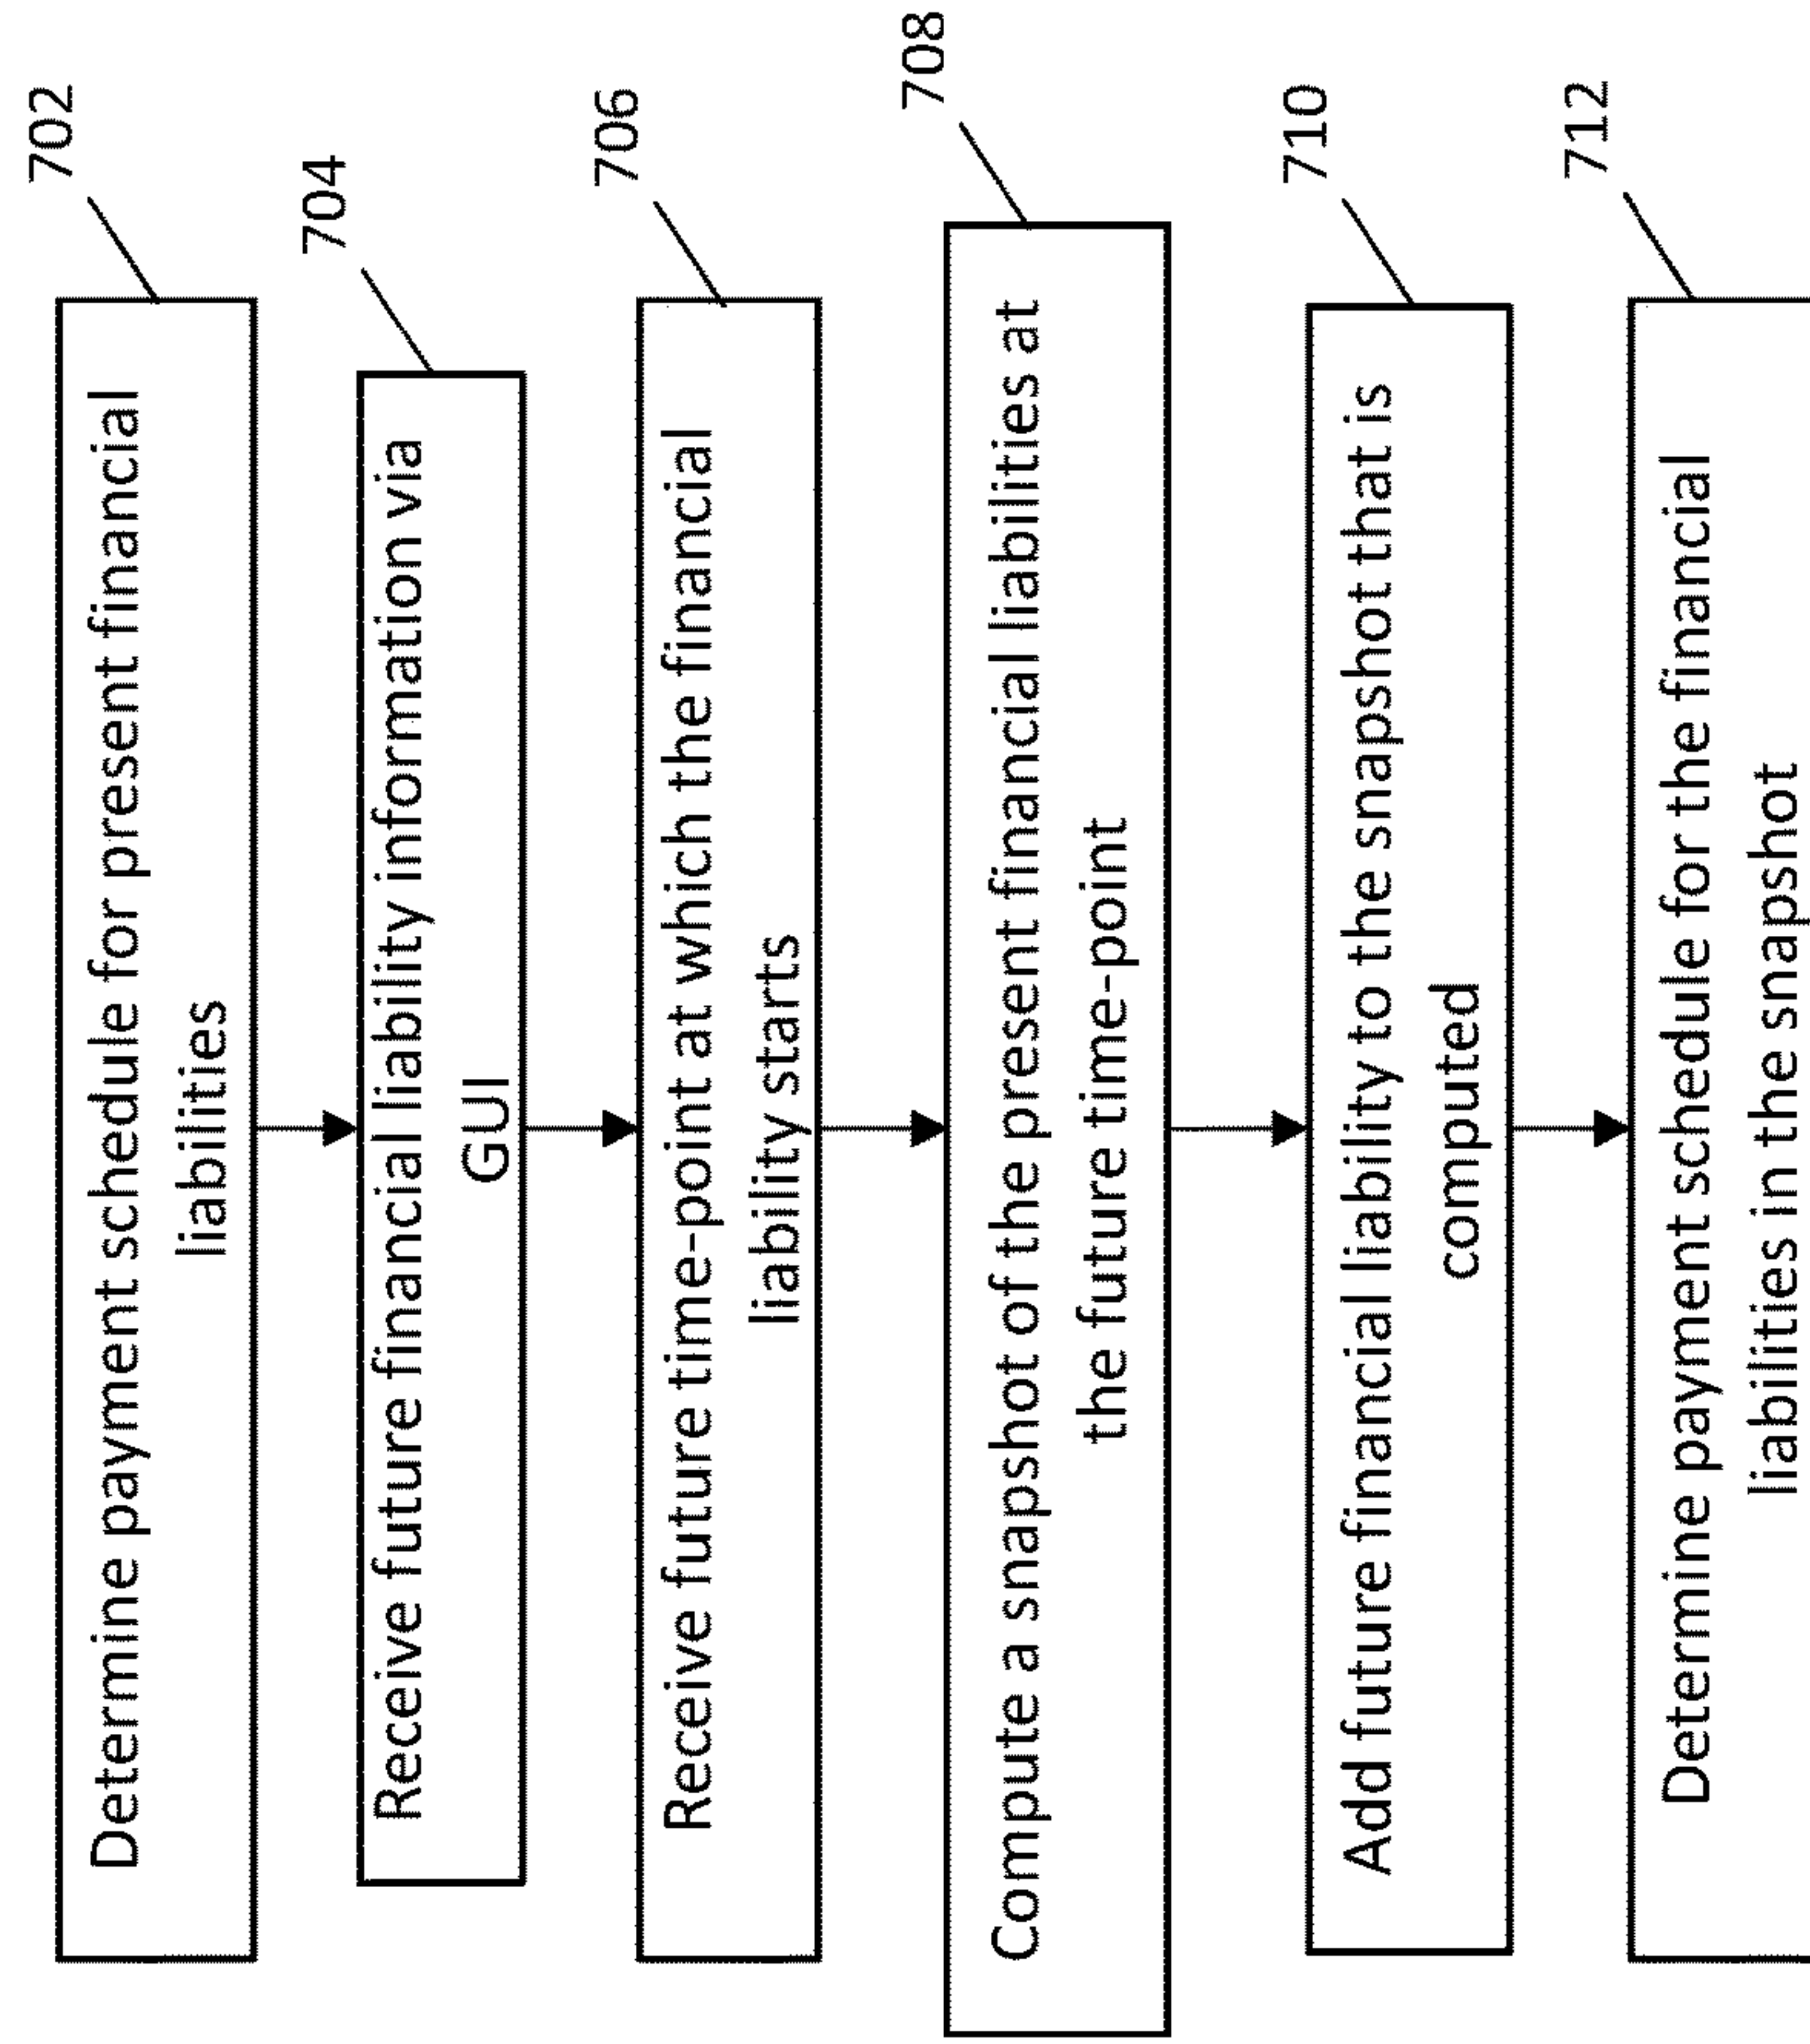 702
Determine payment schedule for present financial
liabilities
704
Receive future financial liability information via
GUI
706
Receive future time-point at which the financial
liability starts
708
Compute a snapshot of the present financial liabilities at
the future time-point
710
Add future financial liability to the snapshot that is
computed
712
Determine payment schedule for the financial
liabilities in the snapshot